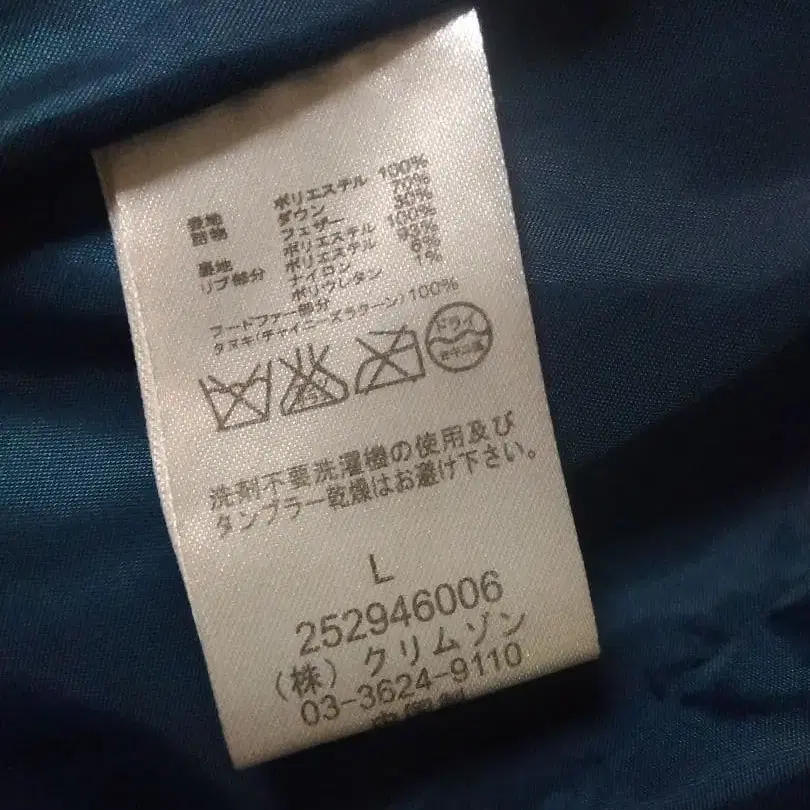 表地 ポリエステル 100%
詰物 ダウン 70%
フェザー 30%
裏地 ポリエステル 100%
リブ部分 ポリエステル 93%
ナイロン 6%
ポリウレタン 1%
フードファー部分
タヌキ(チャイニーズラクーン)100%
ドライ
洗剤不要洗濯機の使用及び
タンブラー乾燥はお避け下さい。
L
252946006
(株)クリムゾン
03-3624-9110